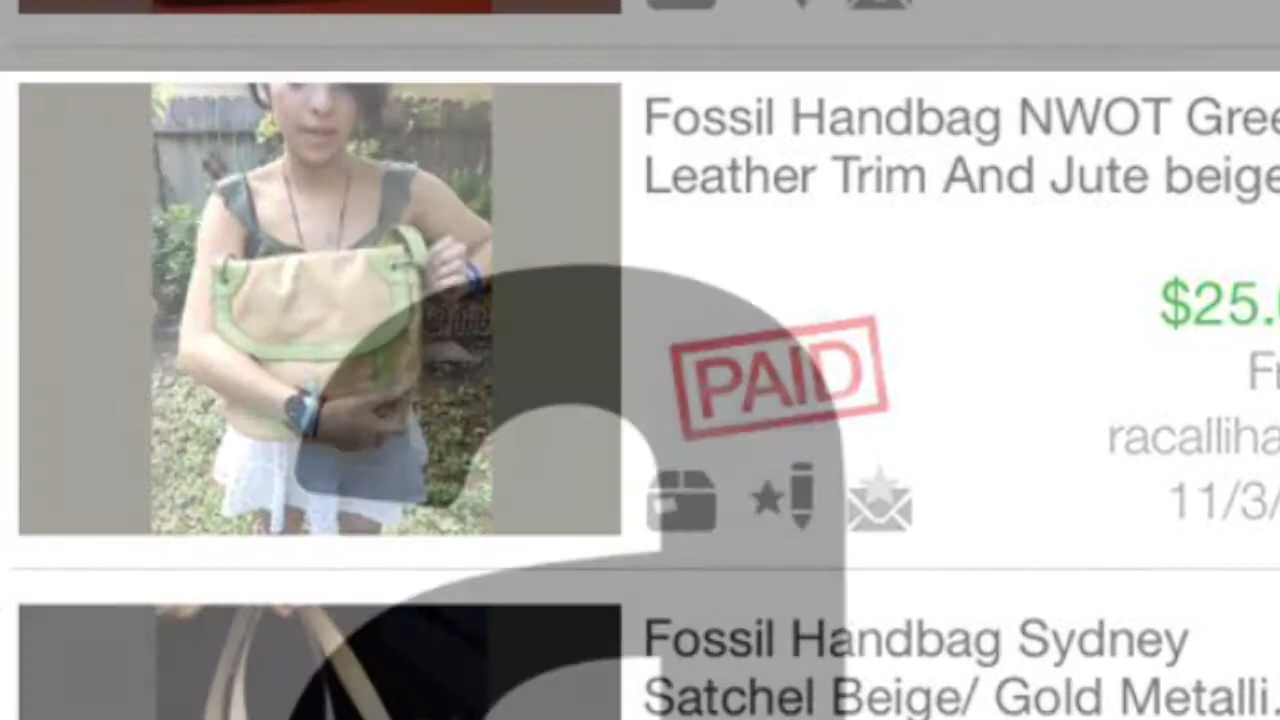 Fossil Handbag NWOT Gree
Leather Trim And Jute beige
$25.
PAID
Fr
racalliha
11/3/
Fossil Handbag Sydney
Satchel Beige/ Gold Metalli.
a